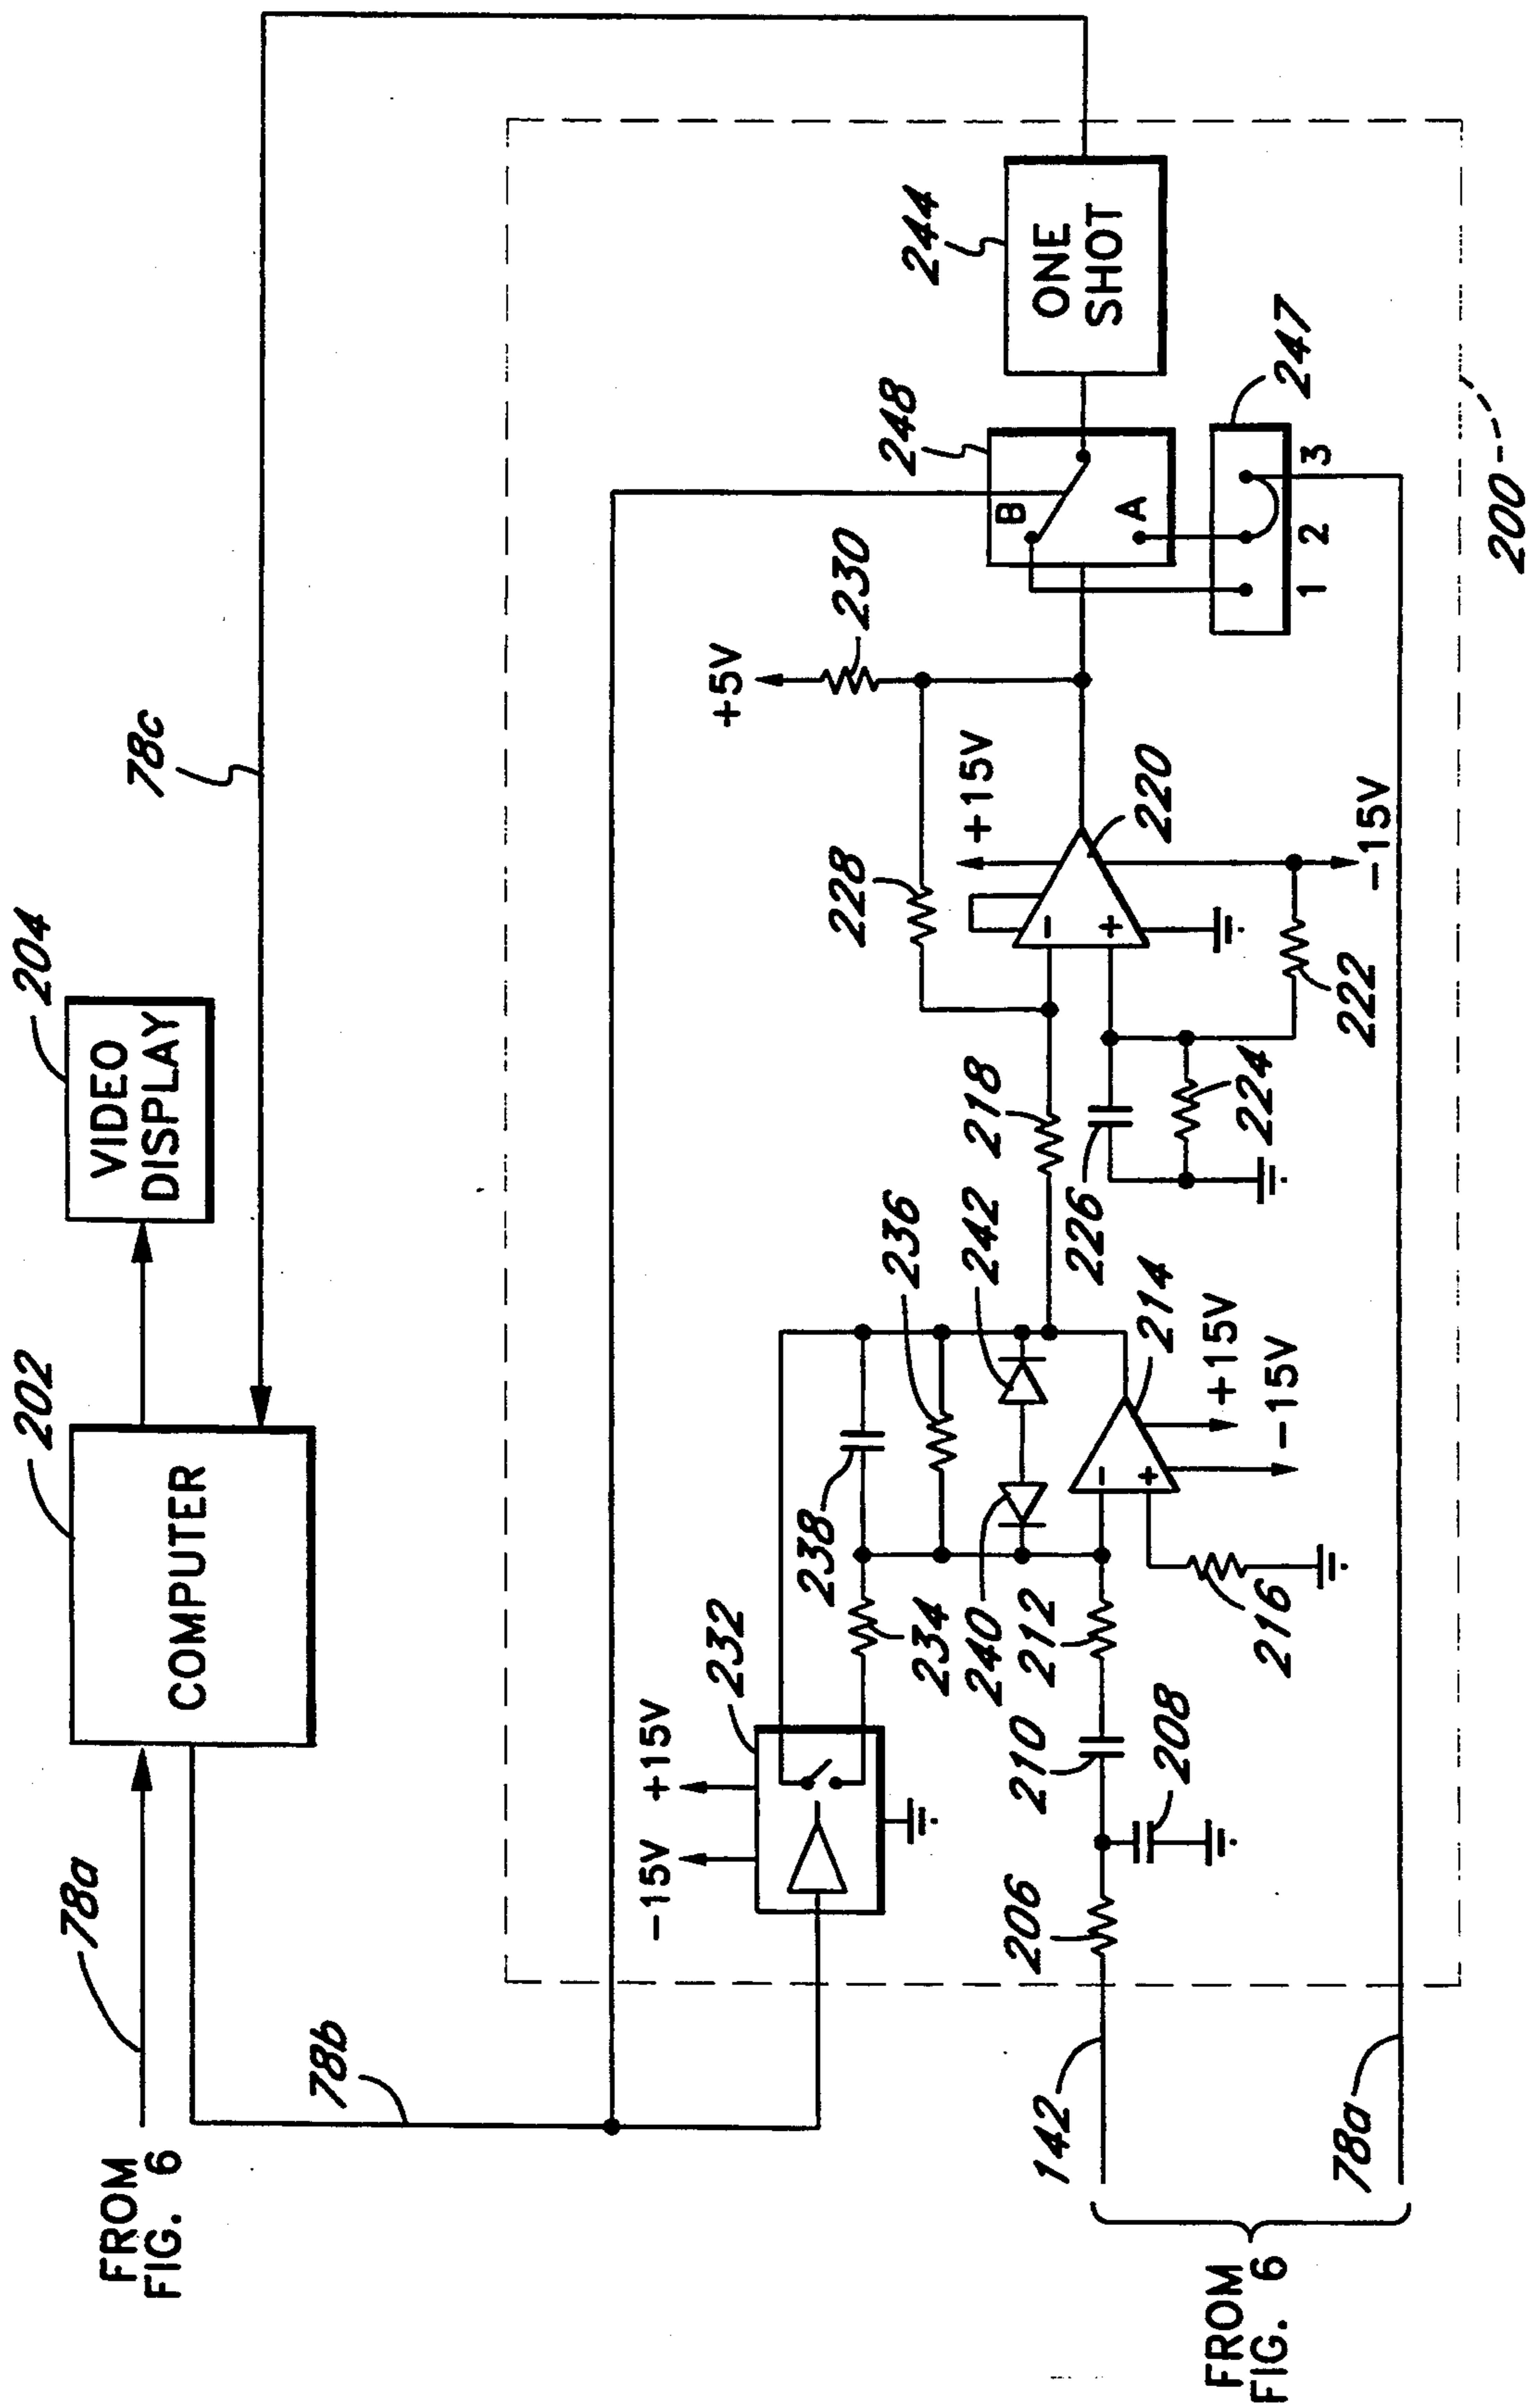 FROM
FIG. 6
78a
202
COMPUTER
204
VIDEO
DISPLAY
78c
78b
-15V
+15V
232
238
234
236
240
242
212
210
206
208
216
214
+15V
-15V
218
226
224
222
228
220
+15V
-15V
+5V
230
248
B
A
244
ONE
SHOT
247
1
2
3
200
142
78a
FROM
FIG. 6